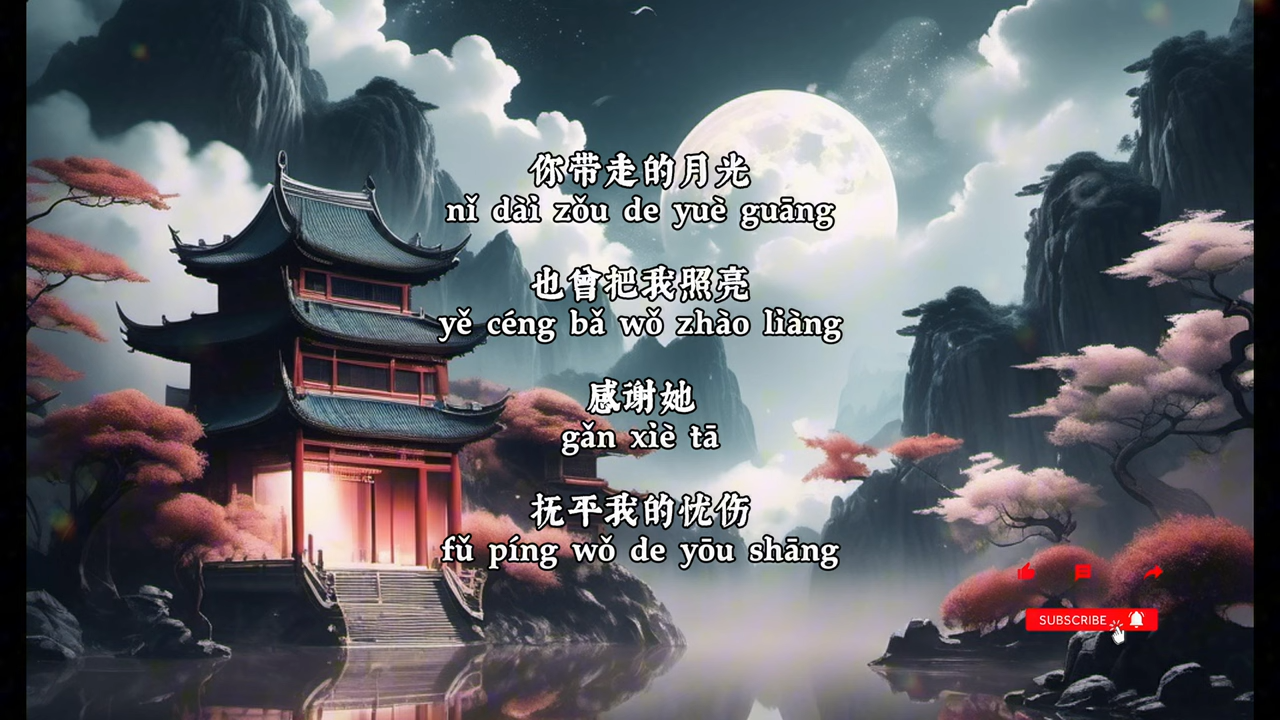 你带走的月光
nǐ dài zǒu de yuè guāng
也曾把我照亮
yě céng bǎ wǒ zhào liàng
感谢她
gǎn xiè tā
抚平我的忧伤
fǔ píng wǒ de yōu shāng
SUBSCRIBE